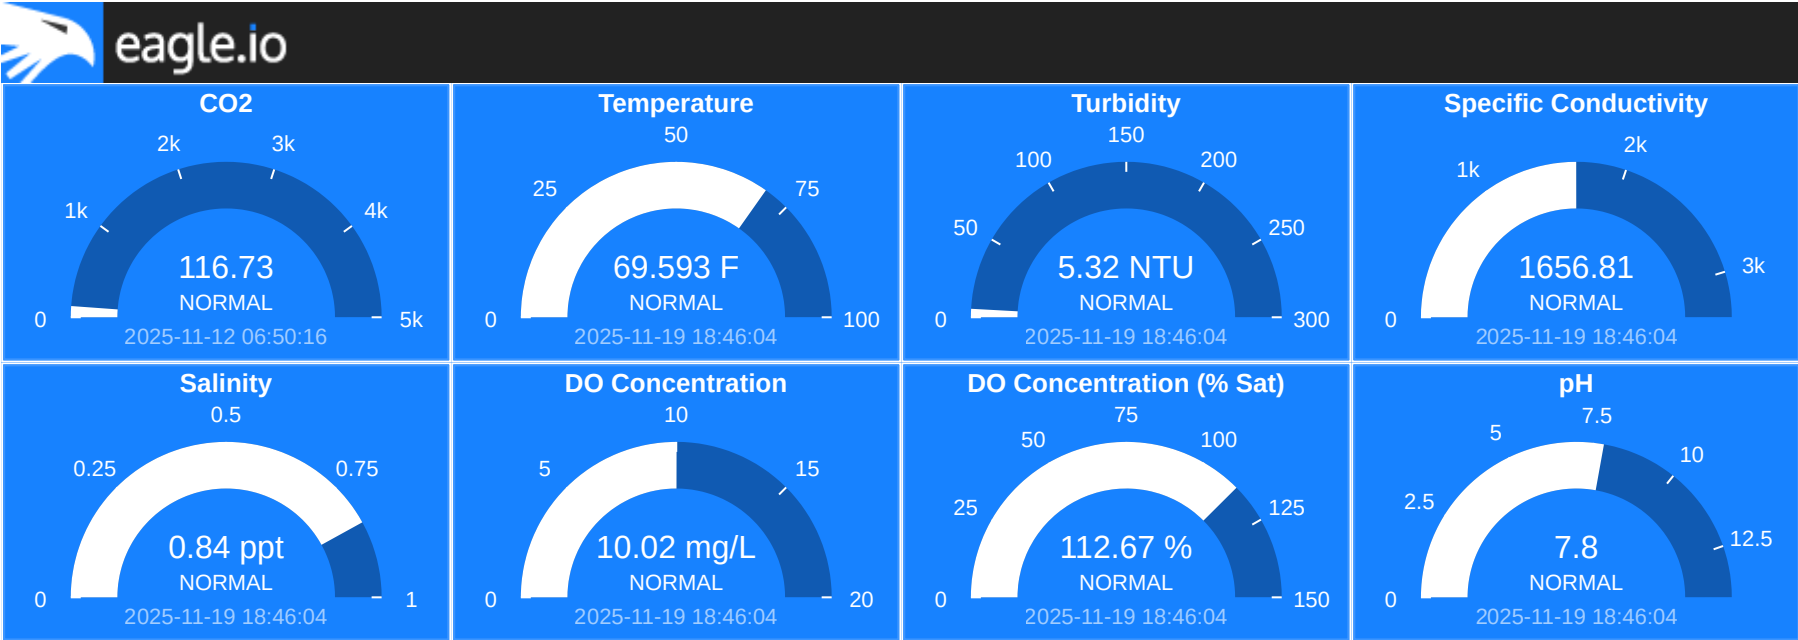 eagle.io
CO2
2k
3k
1k
4k
116.73
NORMAL
0
5k
2025-11-12 06:50:16
Temperature
50
25
75
69.593 F
NORMAL
0
100
2025-11-19 18:46:04
Turbidity
150
100
200
50
250
5.32 NTU
NORMAL
0
300
2025-11-19 18:46:04
Specific Conductivity
2k
1k
3k
1656.81
NORMAL
0
2025-11-19 18:46:04
Salinity
0.5
0.25
0.75
0.84 ppt
NORMAL
0
1
2025-11-19 18:46:04
DO Concentration
10
5
15
10.02 mg/L
NORMAL
0
20
2025-11-19 18:46:04
DO Concentration (% Sat)
75
50
100
25
125
112.67 %
NORMAL
0
150
2025-11-19 18:46:04
pH
7.5
5
10
2.5
12.5
7.8
NORMAL
0
2025-11-19 18:46:04